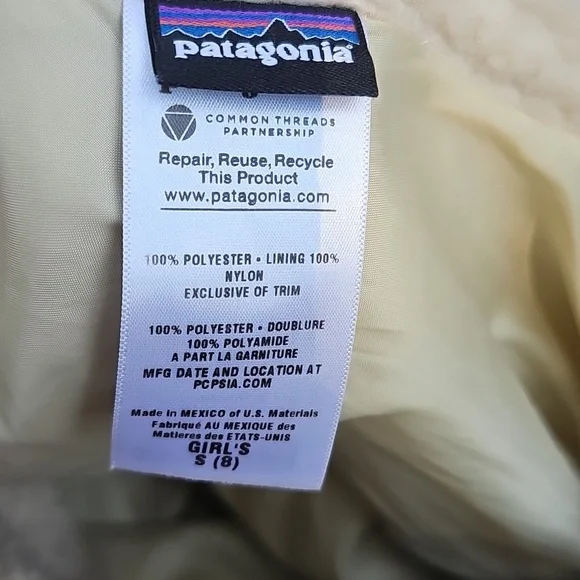 patagonia
COMMON THREADS
PARTNERSHIP
Repair, Reuse, Recycle
This Product
www.patagonia.com
100% POLYESTER • LINING 100%
NYLON
EXCLUSIVE OF TRIM
100% POLYESTER • DOUBLURE
100% POLYAMIDE
A PART LA GARNITURE
MFG DATE AND LOCATION AT
PCPSIA.COM
Made in MEXICO of U.S. Materials
Fabriqué AU MEXIQUE des
Matieres des ETATS-UNIS
GIRL'S
S (8)